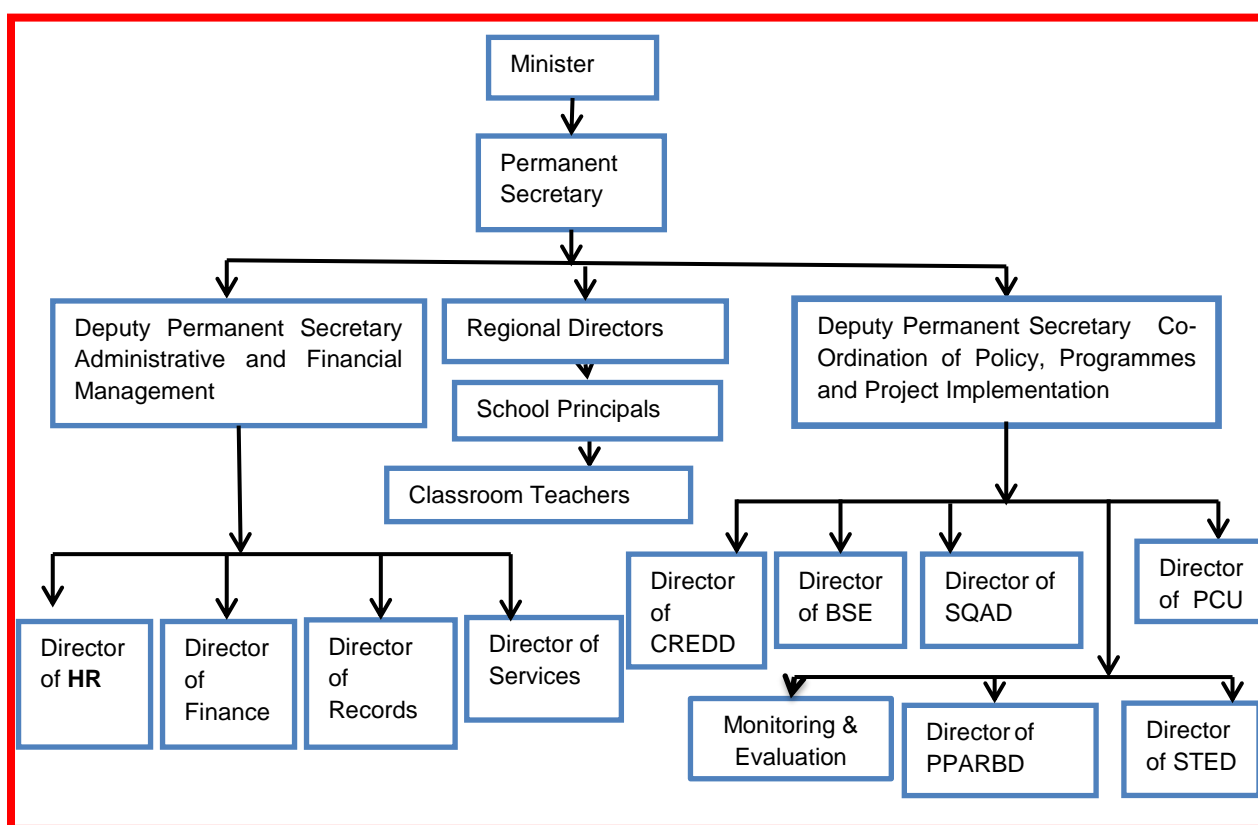 Minister
Permanent
Secretary
Deputy Permanent Secretary
Administrative and Financial
Management
Regional Directors
Deputy Permanent Secretary Co-
Ordination of Policy, Programmes
and Project Implementation
School Principals
Classroom Teachers
Director
of HR
Director
of
Finance
Director
of
Records
Director of
Services
Director
of
CREDD
Director
of BSE
Director of
SQAD
Director
of PCU
Monitoring &
Evaluation
Director of
PPARBD
Director
of STED